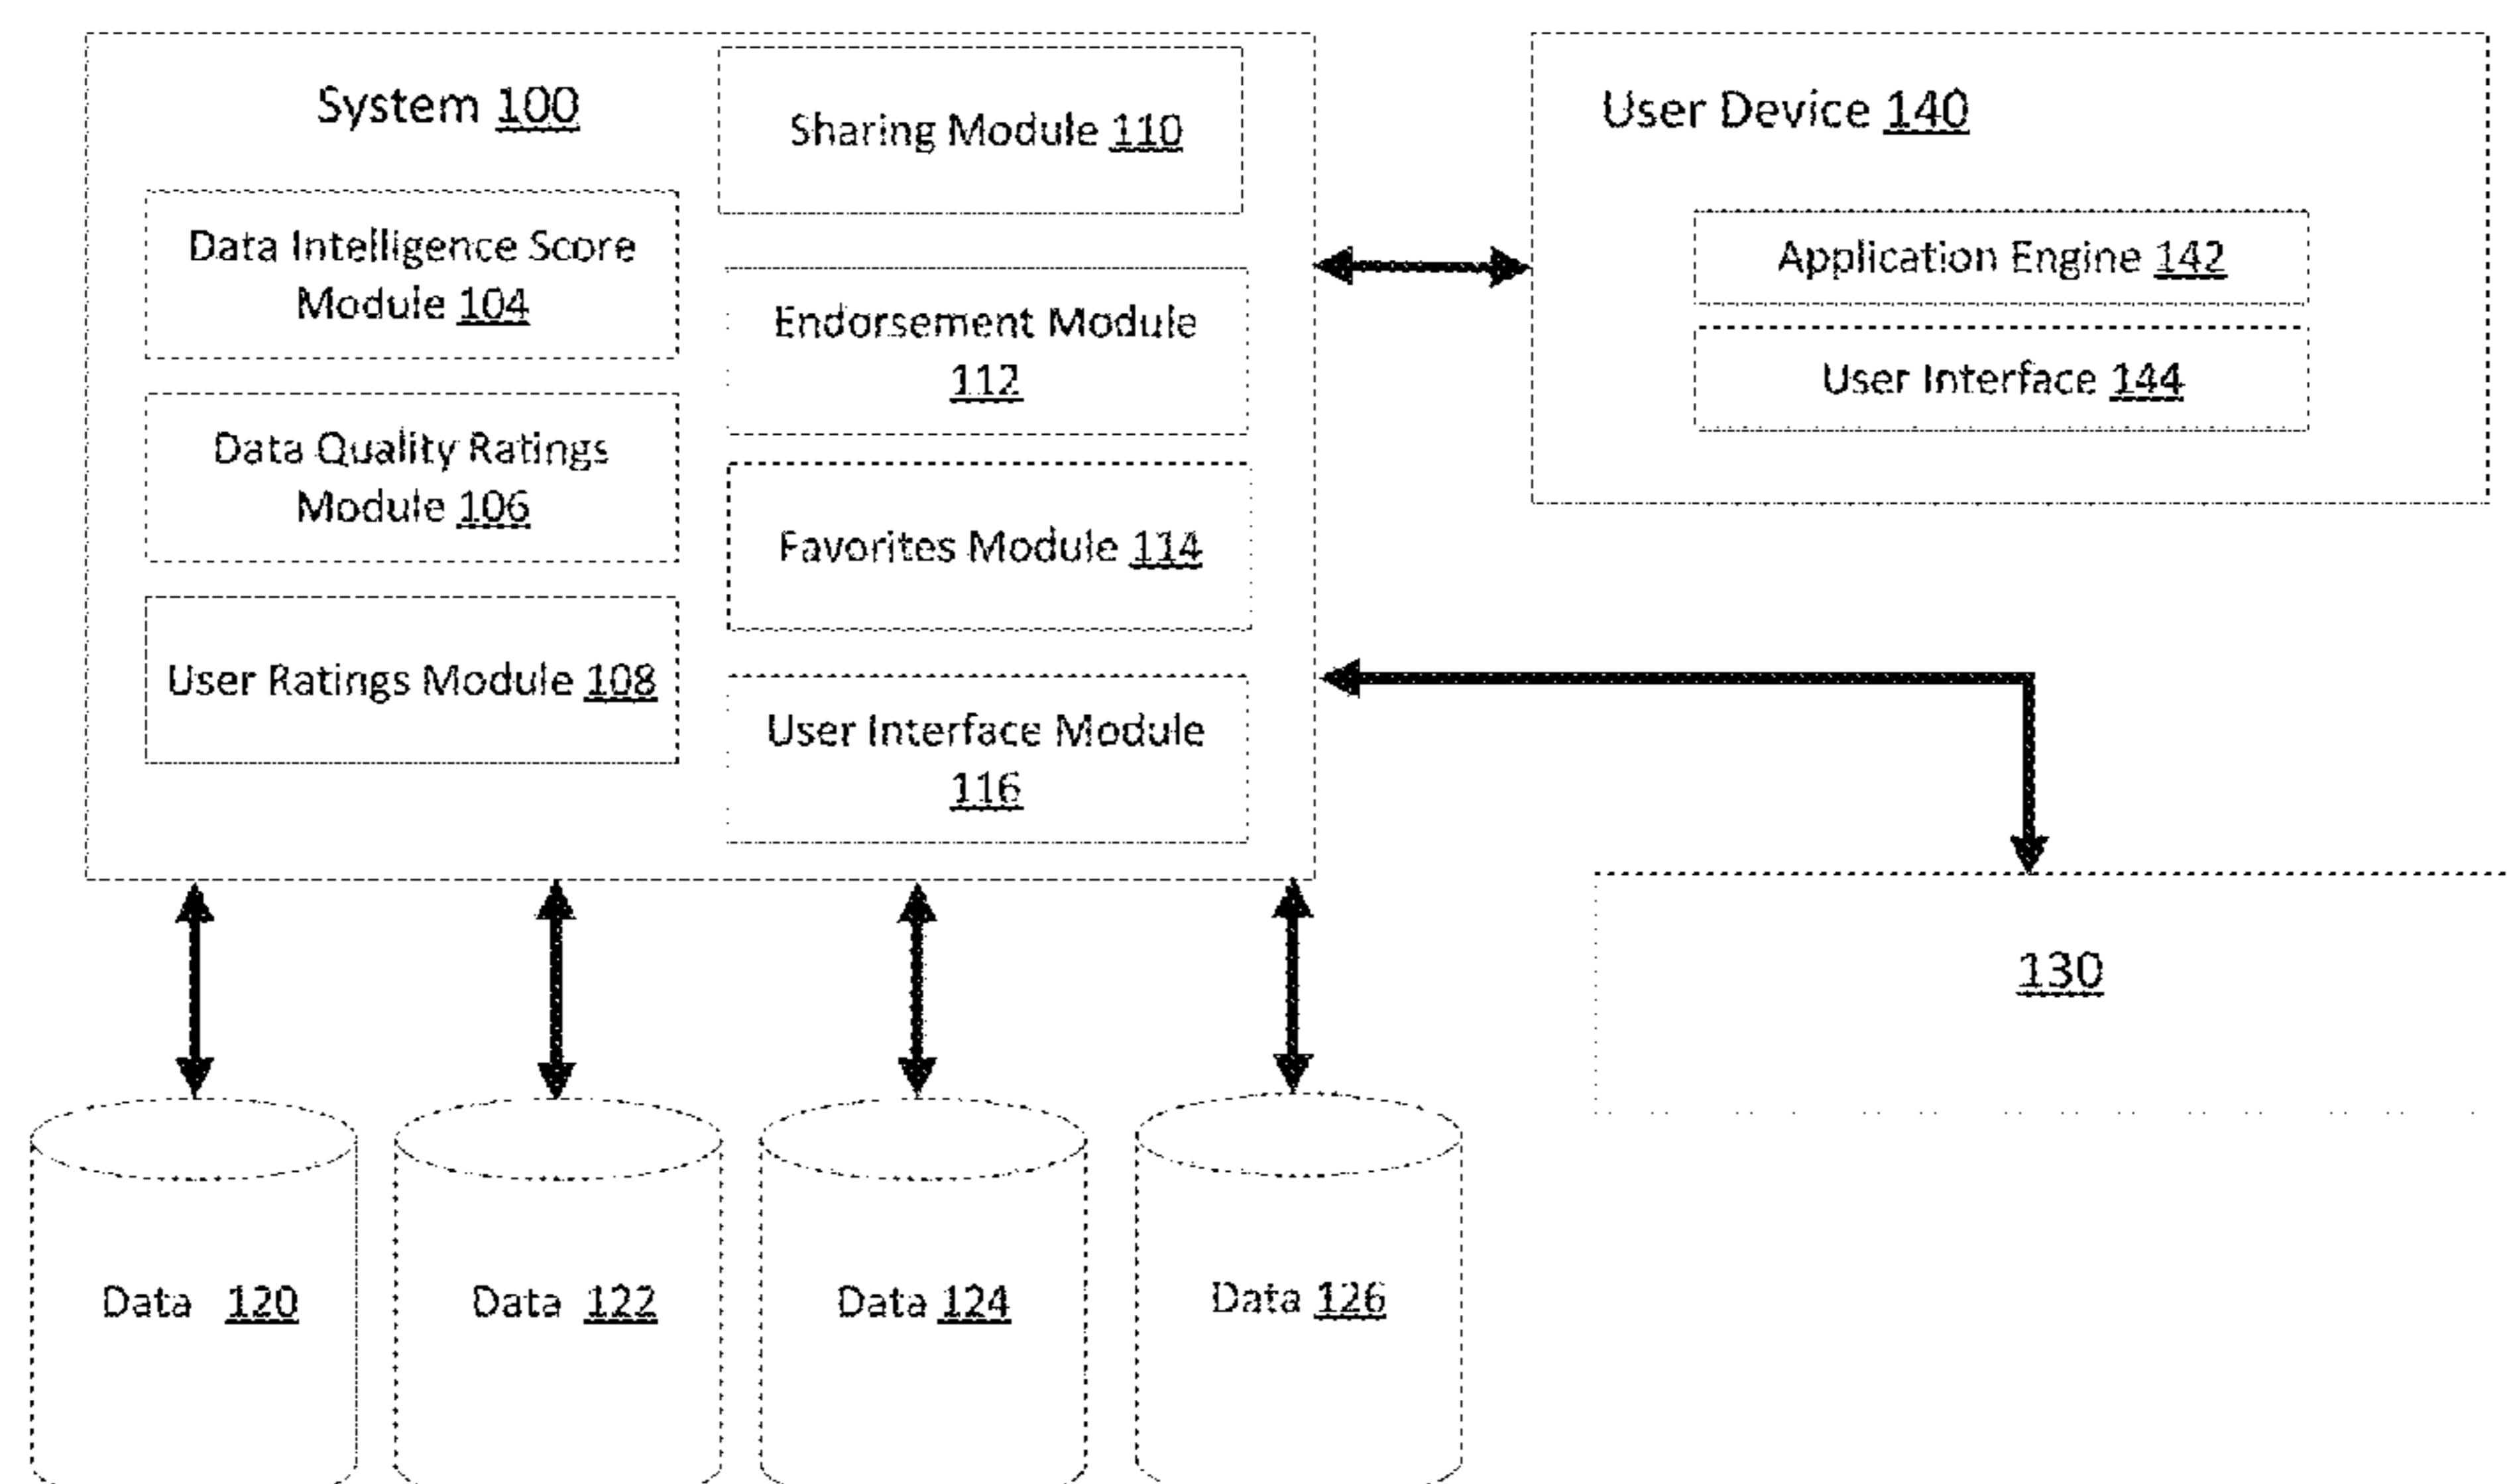 System 100
Data Intelligence Score
Module 104
Data Quality Ratings
Module 106
User Ratings Module 108
Sharing Module 110
Endorsement Module
112
Favorites Module 114
User Interface Module
116
User Device 140
Application Engine 142
User Interface 144
130
Data 120
Data 122
Data 124
Data 126